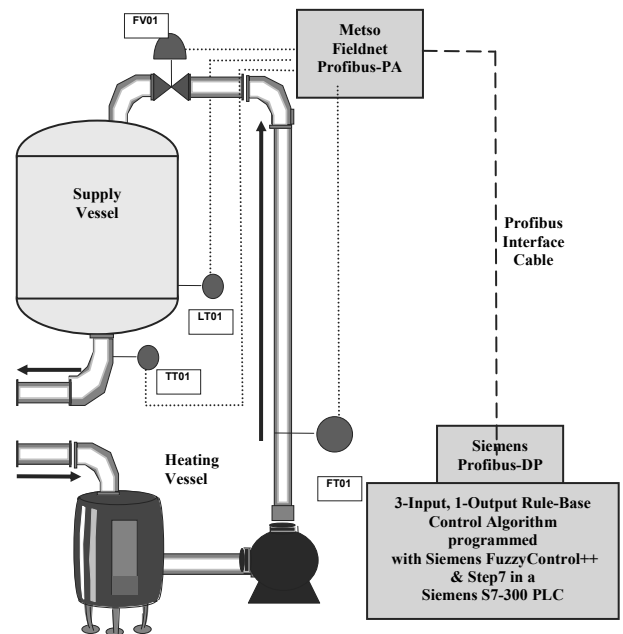 FV01
Metso
Fieldnet
Profibus-PA
Supply
Vessel
Profibus
Interface
Cable
LT01
TT01
Heating
Vessel
FT01
Siemens
Profibus-DP
3-Input, 1-Output Rule-Base
Control Algorithm
programmed
with Siemens FuzzyControl++
& Step7 in a
Siemens S7-300 PLC